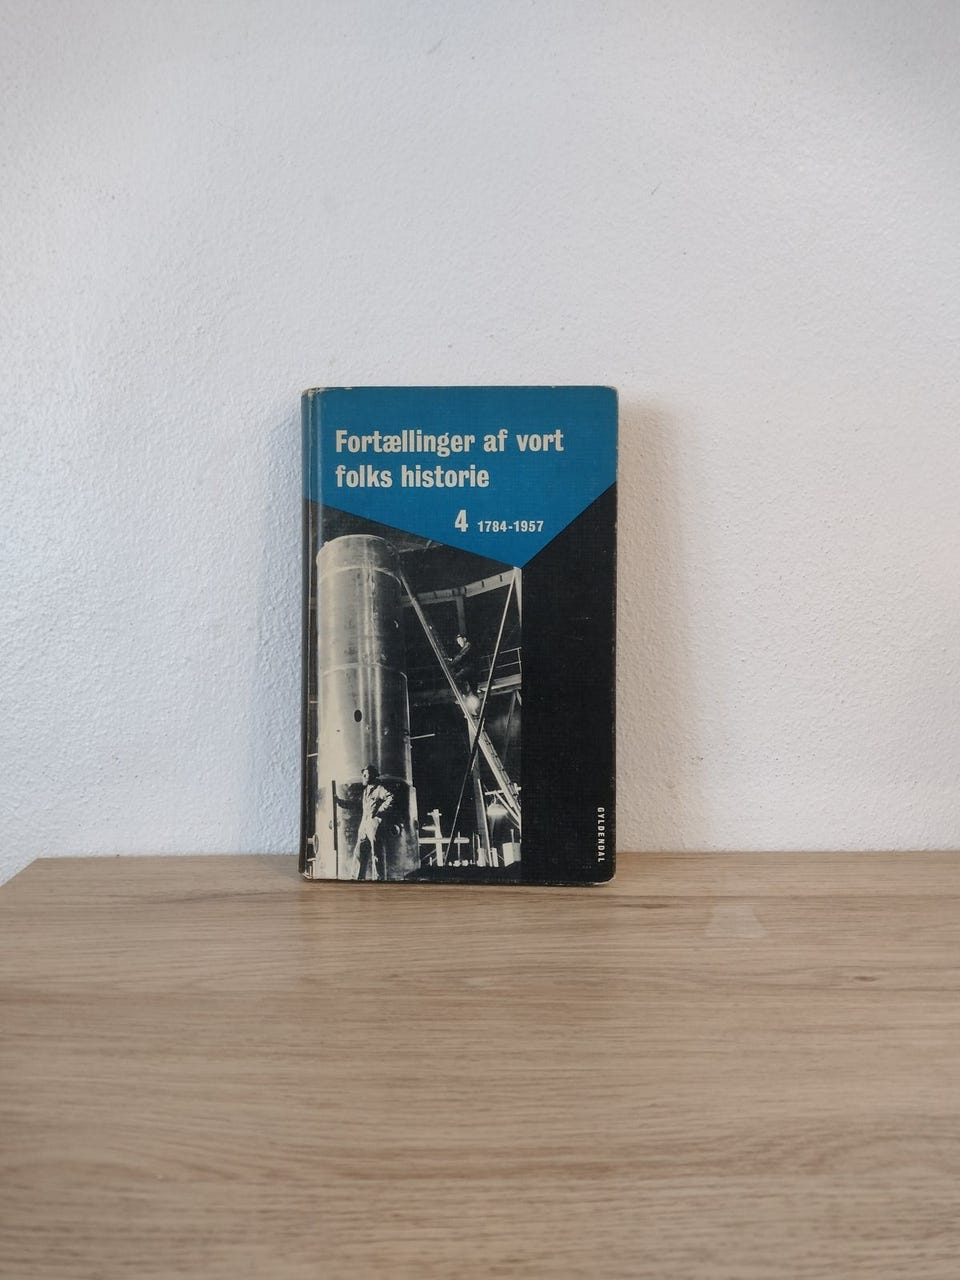 Fortællinger af vort
folks historie
4 1784-1957
GYLDENDAL